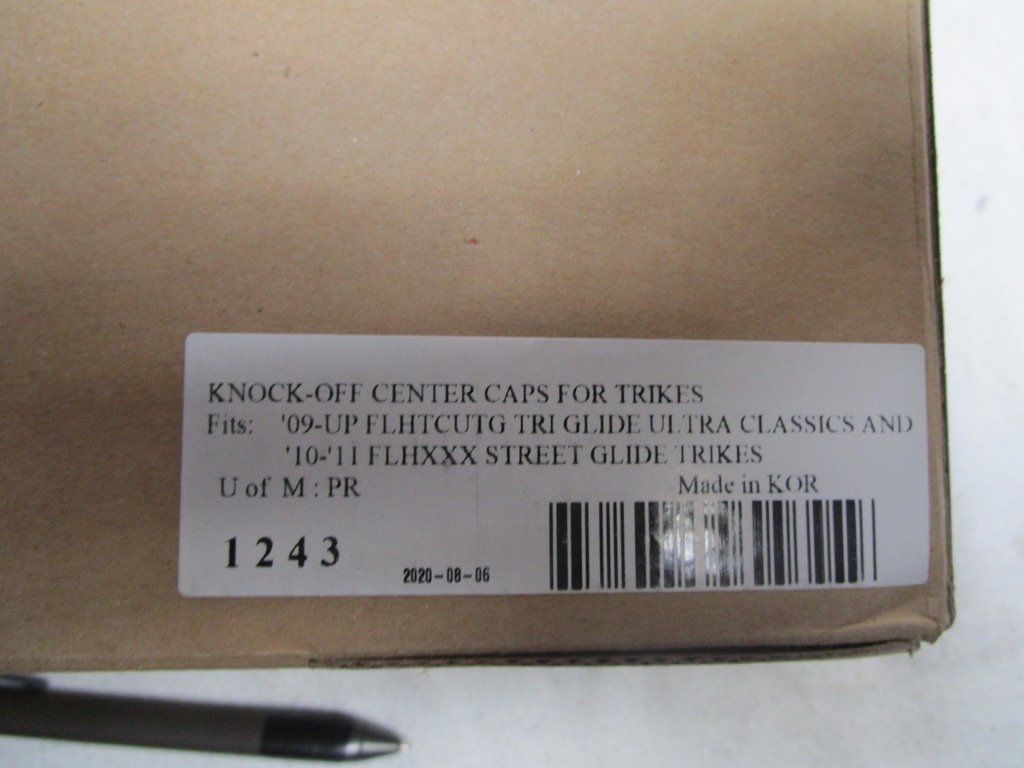 KNOCK-OFF CENTER CAPS FOR TRIKES
Fits: '09-UP FLHTCUTG TRI GLIDE ULTRA CLASSICS AND
'10-'11 FLHXXX STREET GLIDE TRIKES
U of M : PR Made in KOR
1243 2020-08-06